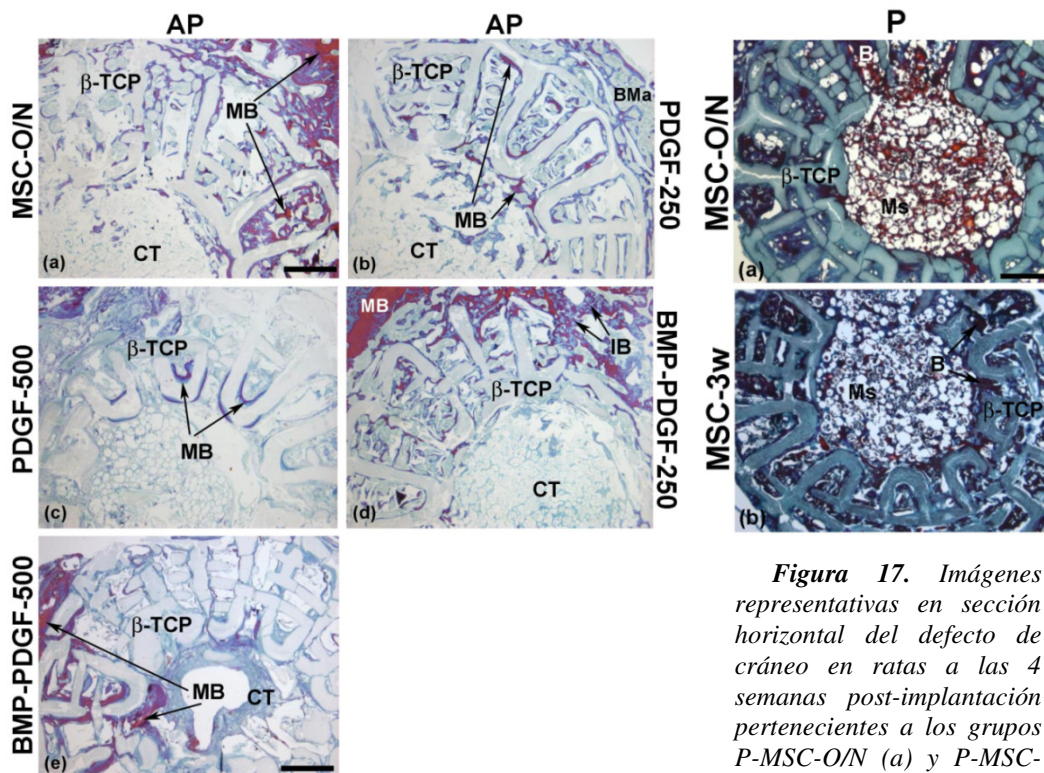 AP
AP
P
MSC-O/N
β-TCP
MB
CT
(a)
β-TCP
BMa
MB
CT
(b)
PDGF-250
MSC-O/N
B
β-TCP
Ms
(a)
PDGF-500
β-TCP
MB
(c)
MB
IB
β-TCP
CT
(d)
BMP-PDGF-250
MSC-3w
B
Ms
β-TCP
(b)
BMP-PDGF-500
β-TCP
MB
CT
(e)
Figura 17. Imágenes
representativas en sección
horizontal del defecto de
cráneo en ratas a las 4
semanas post-implantación
pertenecientes a los grupos
P-MSC-O/N (a) y P-MSC-